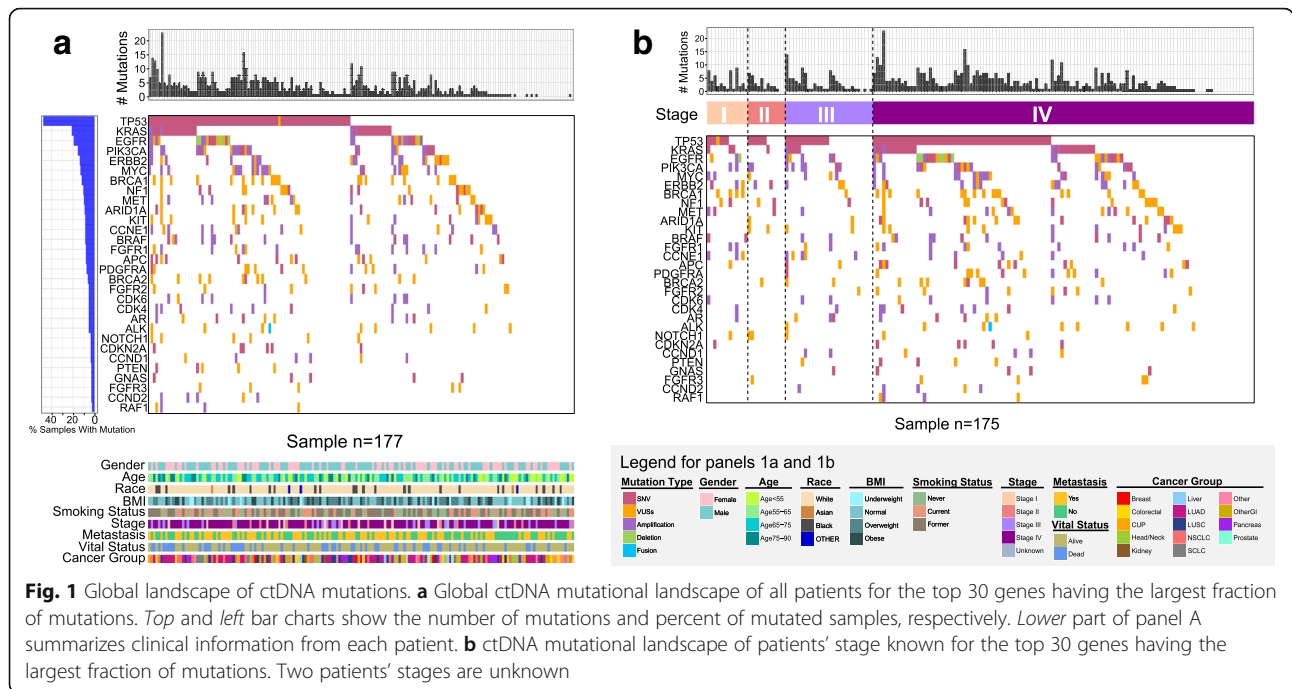 a
# Mutations
25
20
15
10
5
0
TP53
KRAS
EGFR
PIK3CA
ERBB2
MYC
BRCA1
NF1
MET
ARID1A
KIT
CCNE1
BRAF
FGFR1
APC
PDGFRA
BRCA2
FGFR2
CDK6
CDK4
AR
ALK
NOTCH1
CDKN2A
CCND1
PTEN
GNAS
FGFR3
CCND2
RAF1
40 20 0
% Samples With Mutation
Sample n=177
Gender
Age
Race
BMI
Smoking Status
Stage
Metastasis
Vital Status
Cancer Group
b
# Mutations
20
15
10
5
0
Stage I II III IV
TP53
KRAS
EGFR
PIK3CA
MYC
ERBB2
BRCA1
NF1
MET
ARID1A
KIT
BRAF
FGFR1
CCNE1
APC
PDGFRA
BRCA2
FGFR2
CDK6
CDK4
AR
ALK
NOTCH1
CDKN2A
CCND1
PTEN
GNAS
FGFR3
CCND2
RAF1
Sample n=175
Legend for panels 1a and 1b
Mutation Type
SNV
VUSs
Amplification
Deletion
Fusion
Gender
Female
Male
Age
Age<55
Age55~65
Age65~75
Age75~90
Race
White
Asian
Black
OTHER
BMI
Underweight
Normal
Overweight
Obese
Smoking Status
Never
Current
Former
Stage
Stage I
Stage II
Stage III
Stage IV
Unknown
Metastasis
Yes
No
Vital Status
Alive
Dead
Cancer Group
Breast
Colorectal
CUP
Head/Neck
Kidney
Liver
LUAD
LUSC
NSCLC
SCLC
Other
OtherGI
Pancreas
Prostate
Fig. 1 Global landscape of ctDNA mutations. a Global ctDNA mutational landscape of all patients for the top 30 genes having the largest fraction
of mutations. Top and left bar charts show the number of mutations and percent of mutated samples, respectively. Lower part of panel A
summarizes clinical information from each patient. b ctDNA mutational landscape of patients' stage known for the top 30 genes having the
largest fraction of mutations. Two patients' stages are unknown